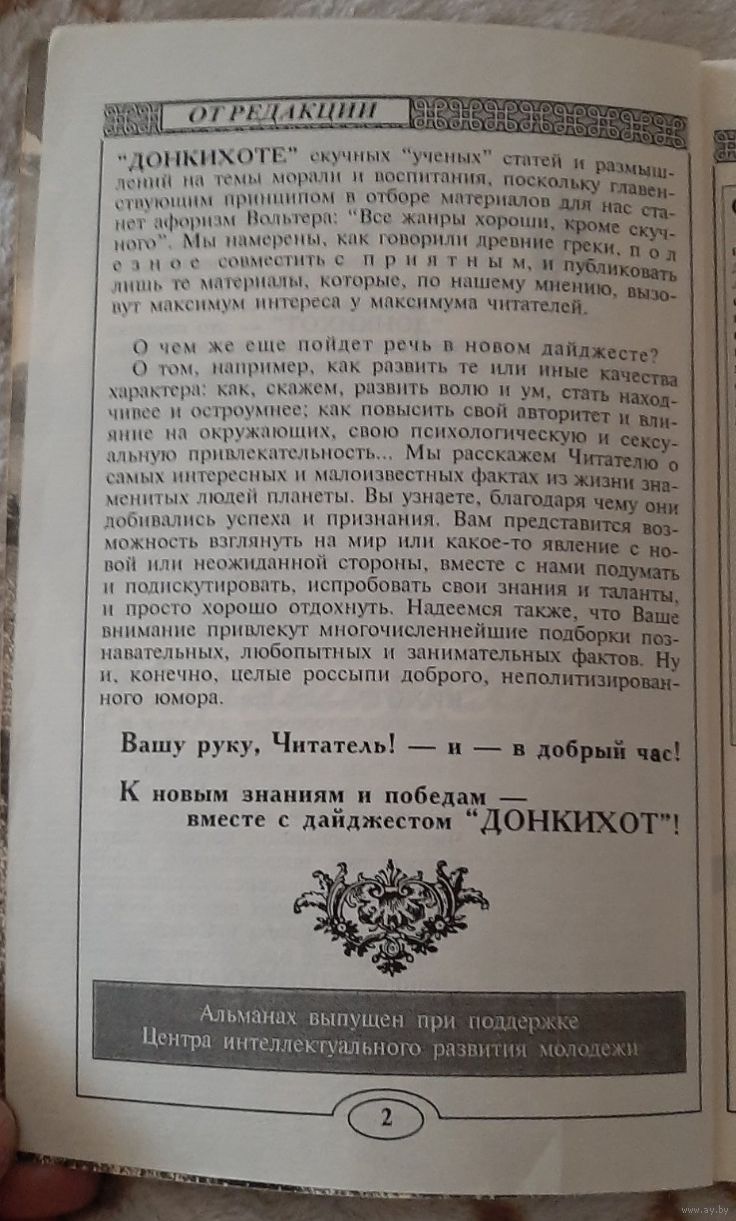 ОТ РЕДАКЦИИ
"ДОНКИХОТЕ" скучных "ученых" статей и размыш-
лений на темы морали и воспитания, поскольку главен-
ствующим принципом в отборе материалов для нас ста-
нет афоризм Вольтера: "Все жанры хороши, кроме скуч-
ного". Мы намерены, как говорили древние греки, п о л
е з н о е совместить с п р и я т н ы м, и публиковать
лишь те материалы, которые, по нашему мнению, вызо-
вут максимум интереса у максимума читателей.
О чем же еще пойдет речь в новом дайджесте?
О том, например, как развить те или иные качества
характера: как, скажем, развить волю и ум, стать наход-
чивее и остроумнее; как повысить свой авторитет и вли-
яние на окружающих, свою психологическую и сексу-
альную привлекательность... Мы расскажем Читателю о
самых интересных и малоизвестных фактах из жизни зна-
менитых людей планеты. Вы узнаете, благодаря чему они
добивались успеха и признания. Вам представится воз-
можность взглянуть на мир или какое-то явление с но-
вой или неожиданной стороны, вместе с нами подумать
и подискутировать, испробовать свои знания и таланты,
и просто хорошо отдохнуть. Надеемся также, что Ваше
внимание привлекут многочисленнейшие подборки поз-
навательных, любопытных и занимательных фактов. Ну
и, конечно, целые россыпи доброго, неполитизирован-
ного юмора.
Вашу руку, Читатель! — и — в добрый час!
К новым знаниям и победам —
вместе с дайджестом "ДОНКИХОТ"!
Альманах выпущен при поддержке
Центра интеллектуального развития молодежи
2
www.ay.by